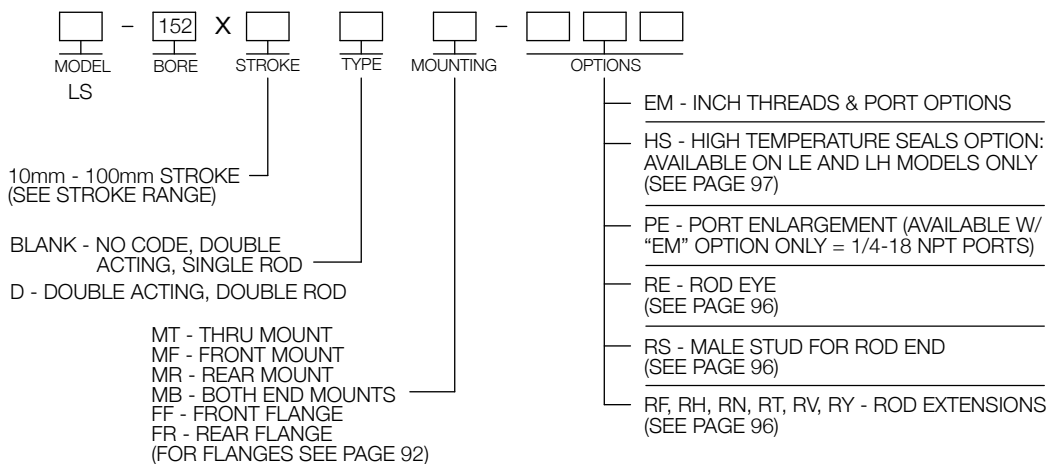 – 152 X –
MODEL BORE STROKE TYPE MOUNTING OPTIONS
LS
10mm - 100mm STROKE
(SEE STROKE RANGE)
BLANK - NO CODE, DOUBLE
ACTING, SINGLE ROD
D - DOUBLE ACTING, DOUBLE ROD
MT - THRU MOUNT
MF - FRONT MOUNT
MR - REAR MOUNT
MB - BOTH END MOUNTS
FF - FRONT FLANGE
FR - REAR FLANGE
(FOR FLANGES SEE PAGE 92)
EM - INCH THREADS & PORT OPTIONS
HS - HIGH TEMPERATURE SEALS OPTION:
AVAILABLE ON LE AND LH MODELS ONLY
(SEE PAGE 97)
PE - PORT ENLARGEMENT (AVAILABLE W/
“EM” OPTION ONLY = 1/4-18 NPT PORTS)
RE - ROD EYE
(SEE PAGE 96)
RS - MALE STUD FOR ROD END
(SEE PAGE 96)
RF, RH, RN, RT, RV, RY - ROD EXTENSIONS
(SEE PAGE 96)